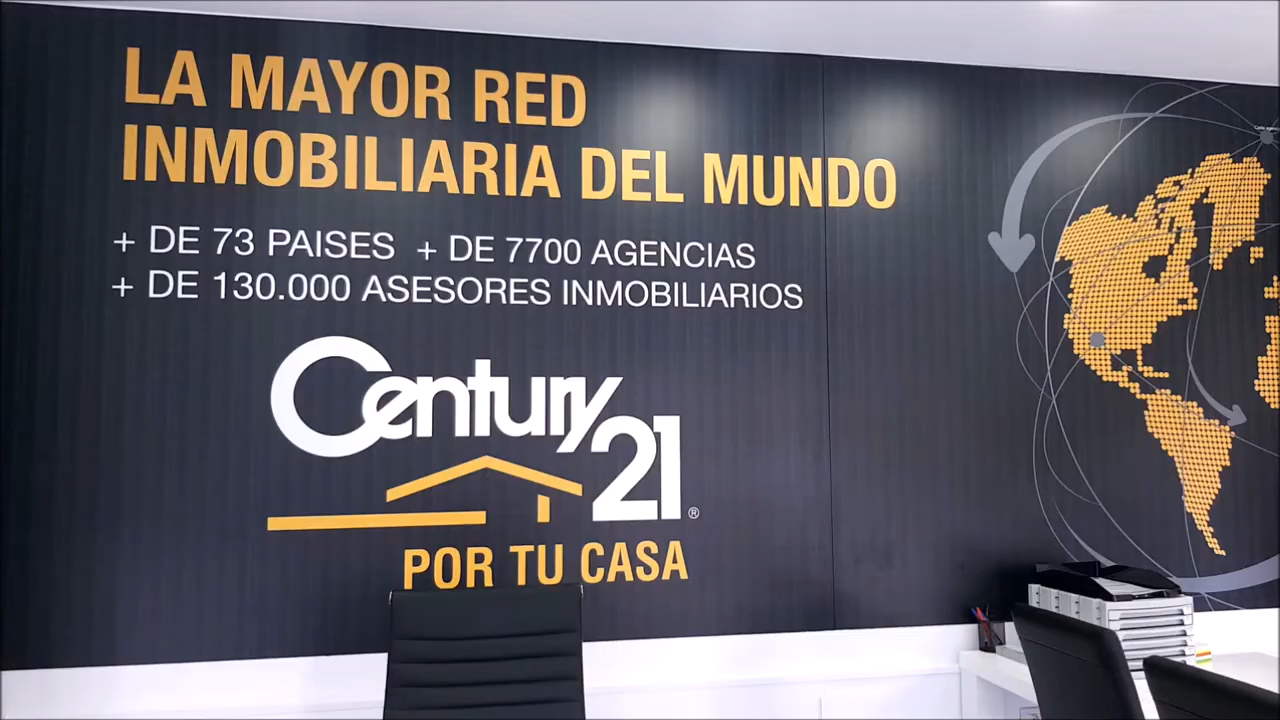 LA MAYOR RED
INMOBILIARIA DEL MUNDO
+ DE 73 PAISES + DE 7700 AGENCIAS
+ DE 130.000 ASESORES INMOBILIARIOS
Century
21®
POR TU CASA